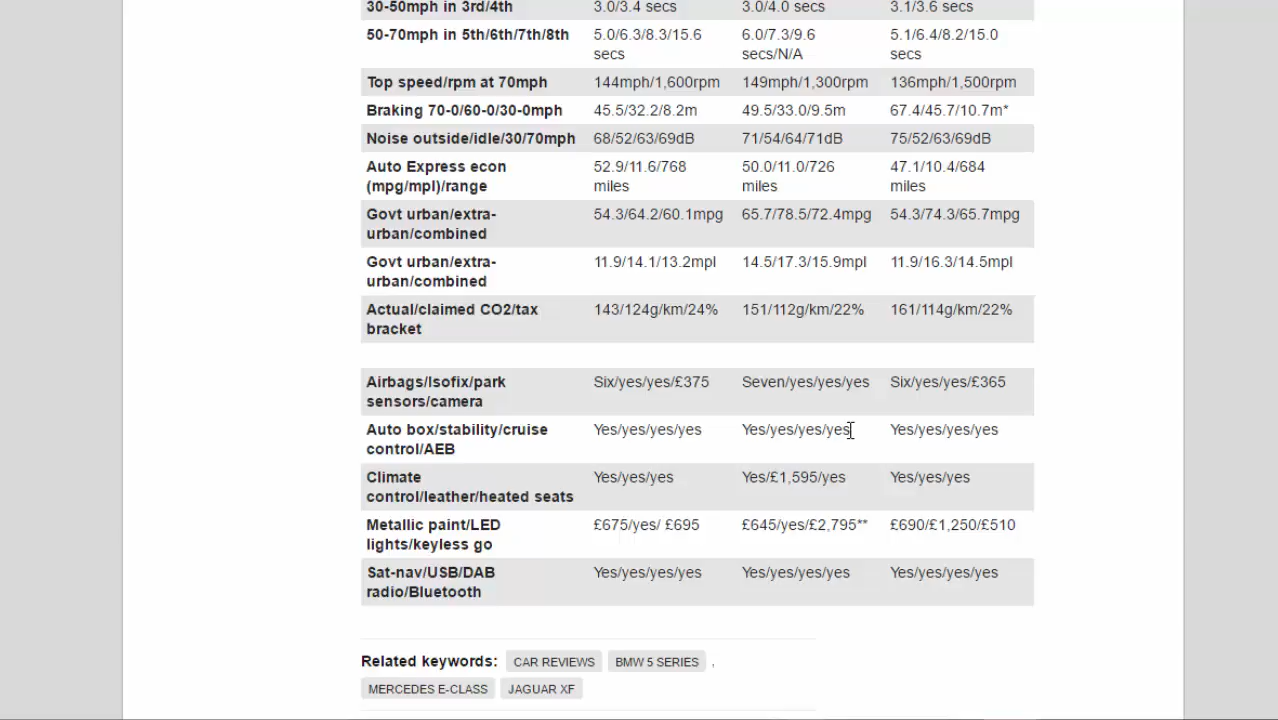 30-50mph in 3rd/4th 3.0/3.4 secs 3.0/4.0 secs 3.1/3.6 secs
50-70mph in 5th/6th/7th/8th 5.0/6.3/8.3/15.6 6.0/7.3/9.6 5.1/6.4/8.2/15.0
secs secs/N/A secs
Top speed/rpm at 70mph 144mph/1,600rpm 149mph/1,300rpm 136mph/1,500rpm
Braking 70-0/60-0/30-0mph 45.5/32.2/8.2m 49.5/33.0/9.5m 67.4/45.7/10.7m*
Noise outside/idle/30/70mph 68/52/63/69dB 71/54/64/71dB 75/52/63/69dB
Auto Express econ 52.9/11.6/768 50.0/11.0/726 47.1/10.4/684
(mpg/mpl)/range miles miles miles
Govt urban/extra- 54.3/64.2/60.1mpg 65.7/78.5/72.4mpg 54.3/74.3/65.7mpg
urban/combined
Govt urban/extra- 11.9/14.1/13.2mpl 14.5/17.3/15.9mpl 11.9/16.3/14.5mpl
urban/combined
Actual/claimed CO2/tax 143/124g/km/24% 151/112g/km/22% 161/114g/km/22%
bracket
Airbags/Isofix/park Six/yes/yes/£375 Seven/yes/yes/yes Six/yes/yes/£365
sensors/camera
Auto box/stability/cruise Yes/yes/yes/yes Yes/yes/yes/yes Yes/yes/yes/yes
control/AEB
Climate Yes/yes/yes Yes/£1,595/yes Yes/yes/yes
control/leather/heated seats
Metallic paint/LED £675/yes/ £695 £645/yes/£2,795** £690/£1,250/£510
lights/keyless go
Sat-nav/USB/DAB Yes/yes/yes/yes Yes/yes/yes/yes Yes/yes/yes/yes
radio/Bluetooth
Related keywords: CAR REVIEWS BMW 5 SERIES ,
MERCEDES E-CLASS JAGUAR XF